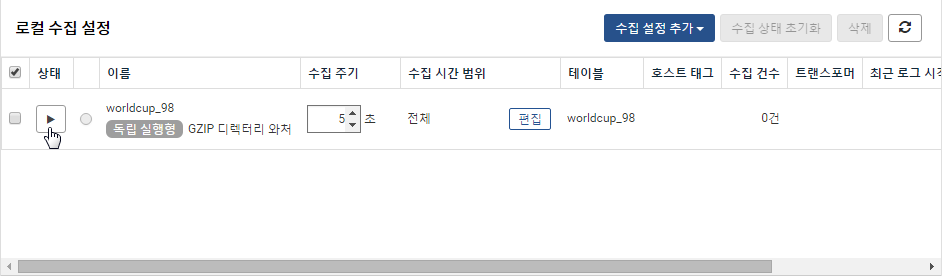 로컬 수집 설정
수집 설정 추가 수집 상태 초기화 삭제
상태 이름 수집 주기 수집 시간 범위 테이블 호스트 태그 수집 건수 트랜스포머 최근 로그 시각
worldcup_98
독립 실행형 GZIP 디렉터리 와처 5 초 전체 편집 worldcup_98 0건